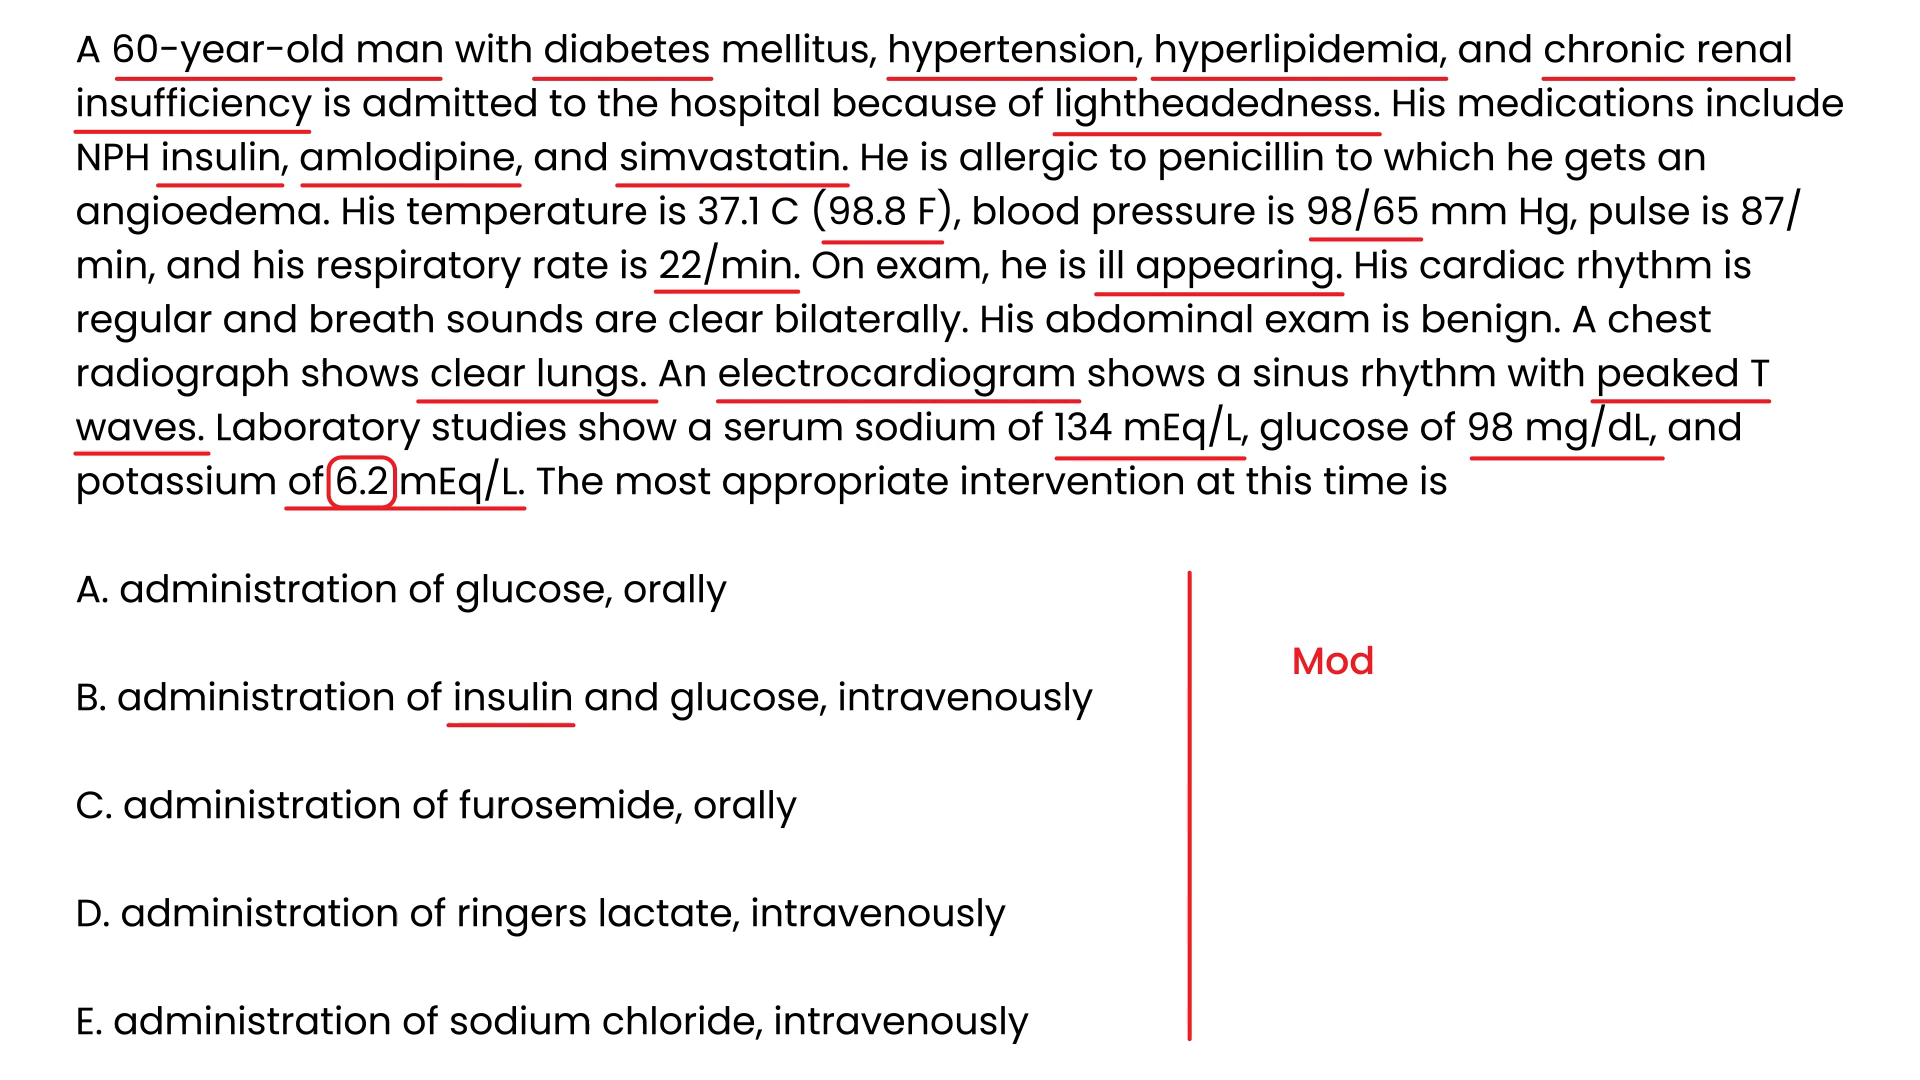 A 60-year-old man with diabetes mellitus, hypertension, hyperlipidemia, and chronic renal
insufficiency is admitted to the hospital because of lightheadedness. His medications include
NPH insulin, amlodipine, and simvastatin. He is allergic to penicillin to which he gets an
angioedema. His temperature is 37.1 C (98.8 F), blood pressure is 98/65 mm Hg, pulse is 87/
min, and his respiratory rate is 22/min. On exam, he is ill appearing. His cardiac rhythm is
regular and breath sounds are clear bilaterally. His abdominal exam is benign. A chest
radiograph shows clear lungs. An electrocardiogram shows a sinus rhythm with peaked T
waves. Laboratory studies show a serum sodium of 134 mEq/L, glucose of 98 mg/dL, and
potassium of 6.2 mEq/L. The most appropriate intervention at this time is
A. administration of glucose, orally
Mod
B. administration of insulin and glucose, intravenously
C. administration of furosemide, orally
D. administration of ringers lactate, intravenously
E. administration of sodium chloride, intravenously